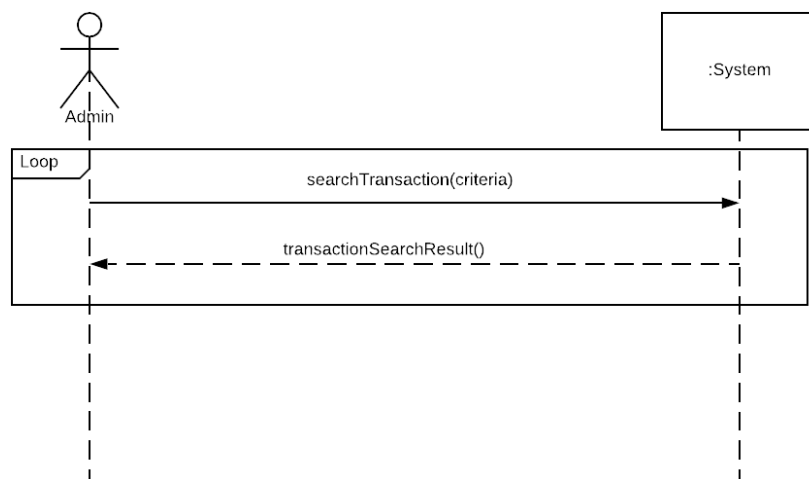 :System
Admin
Loop
searchTransaction(criteria)
transactionSearchResult()